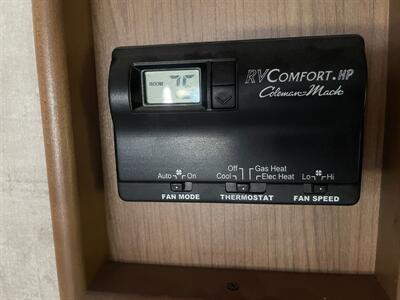 RVCOMFORT.HP
Coleman-Mach
ROOM
Off Gas Heat
Auto On Cool Elec Heat Lo Hi
FAN MODE THERMOSTAT FAN SPEED